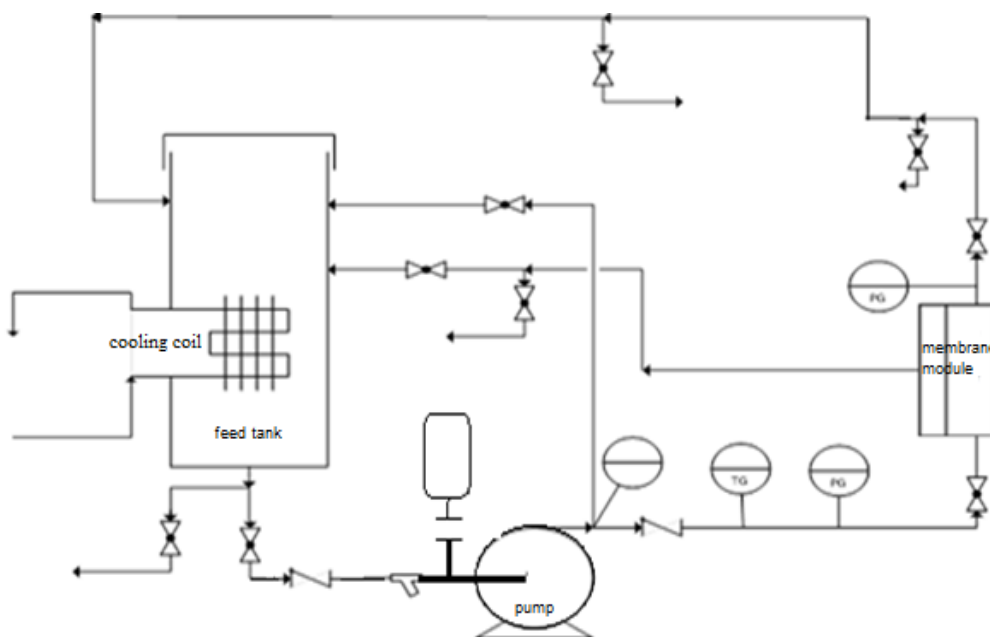 PG
cooling coil
membrane
module
feed tank
TG
PG
pump